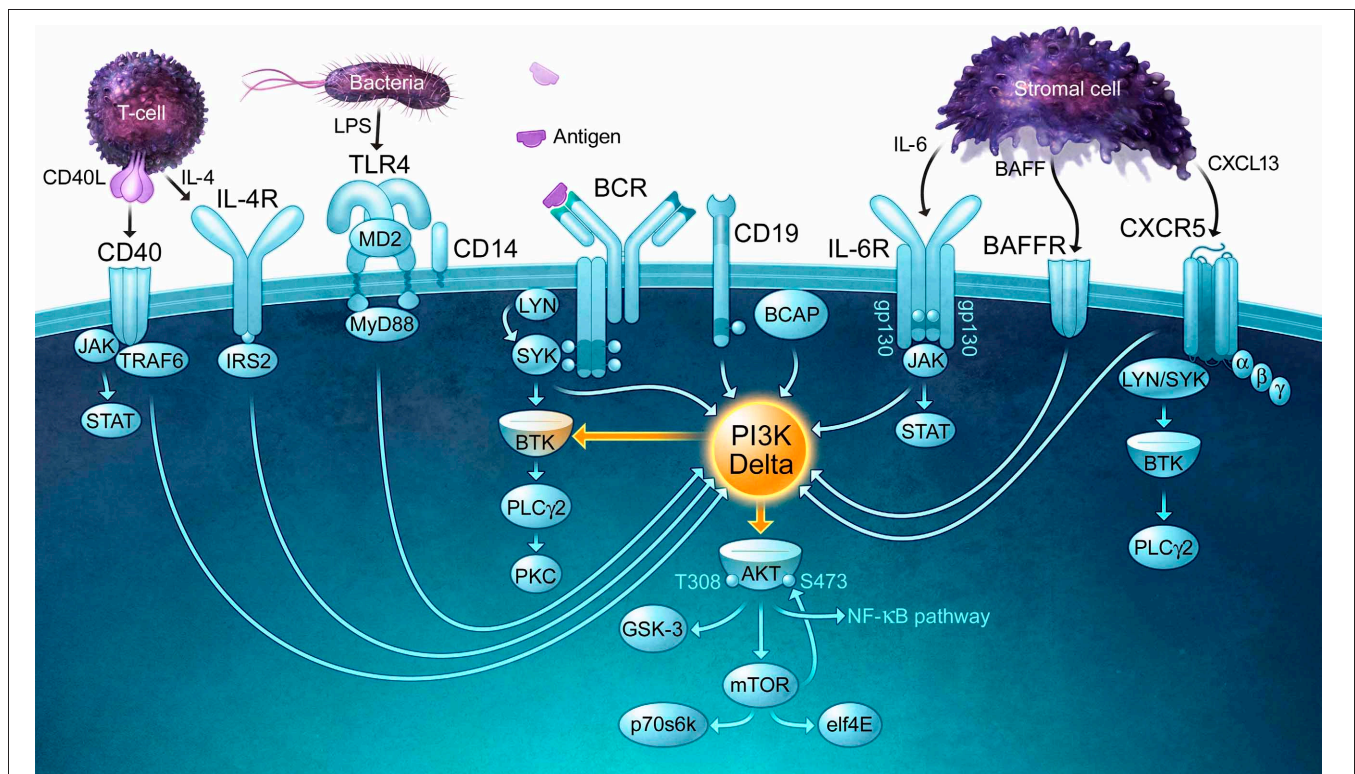 T-cell
CD40L
IL-4
CD40
IL-4R
JAK
TRAF6
STAT
IRS2
Bacteria
LPS
TLR4
MD2
CD14
MyD88
Antigen
BCR
LYN
SYK
BTK
PLCγ2
PKC
CD19
BCAP
PI3K
Delta
AKT
T308
S473
GSK-3
NF-κB pathway
mTOR
p70s6k
elf4E
Stromal cell
IL-6
BAFF
CXCL13
IL-6R
gp130
gp130
JAK
STAT
BAFFR
CXCR5
LYN/SYK
α
β
γ
BTK
PLCγ2